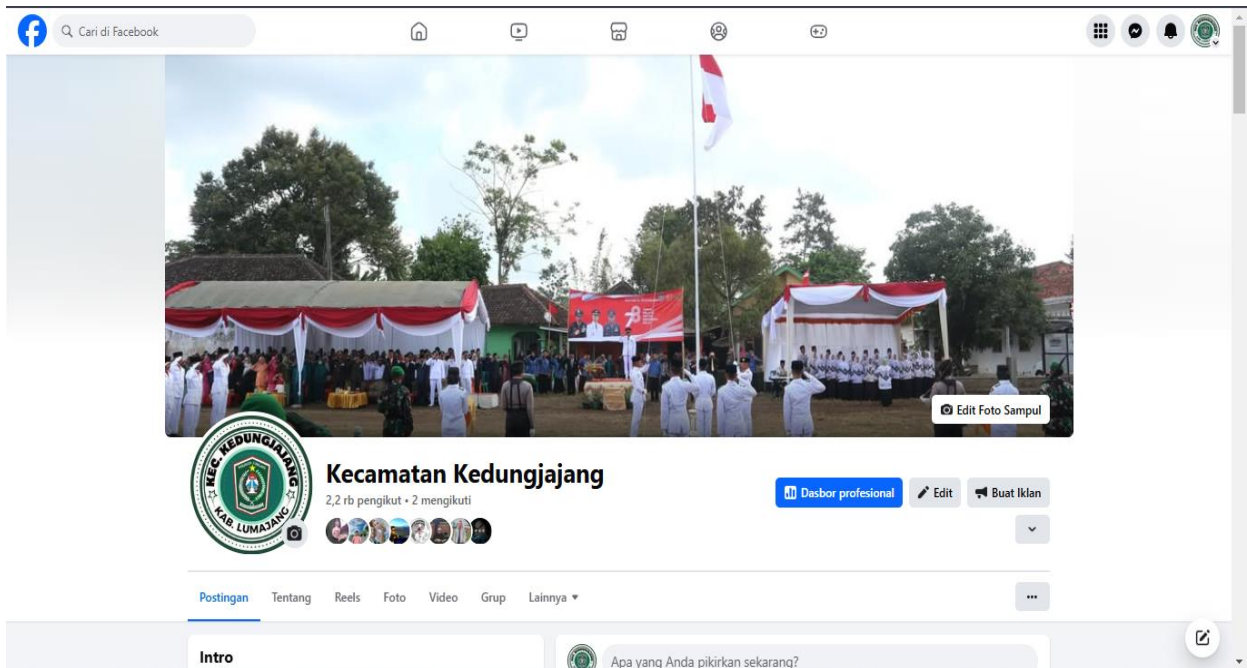 Cari di Facebook
78
Edit Foto Sampul
KEC. KEDUNGJAJANG
KAB. LUMAJANG
Kecamatan Kedungjajang
2,2 rb pengikut • 2 mengikuti
Dasbor profesional
Edit
Buat Iklan
Postingan Tentang Reels Foto Video Grup Lainnya
Intro
Apa yang Anda pikirkan sekarang?